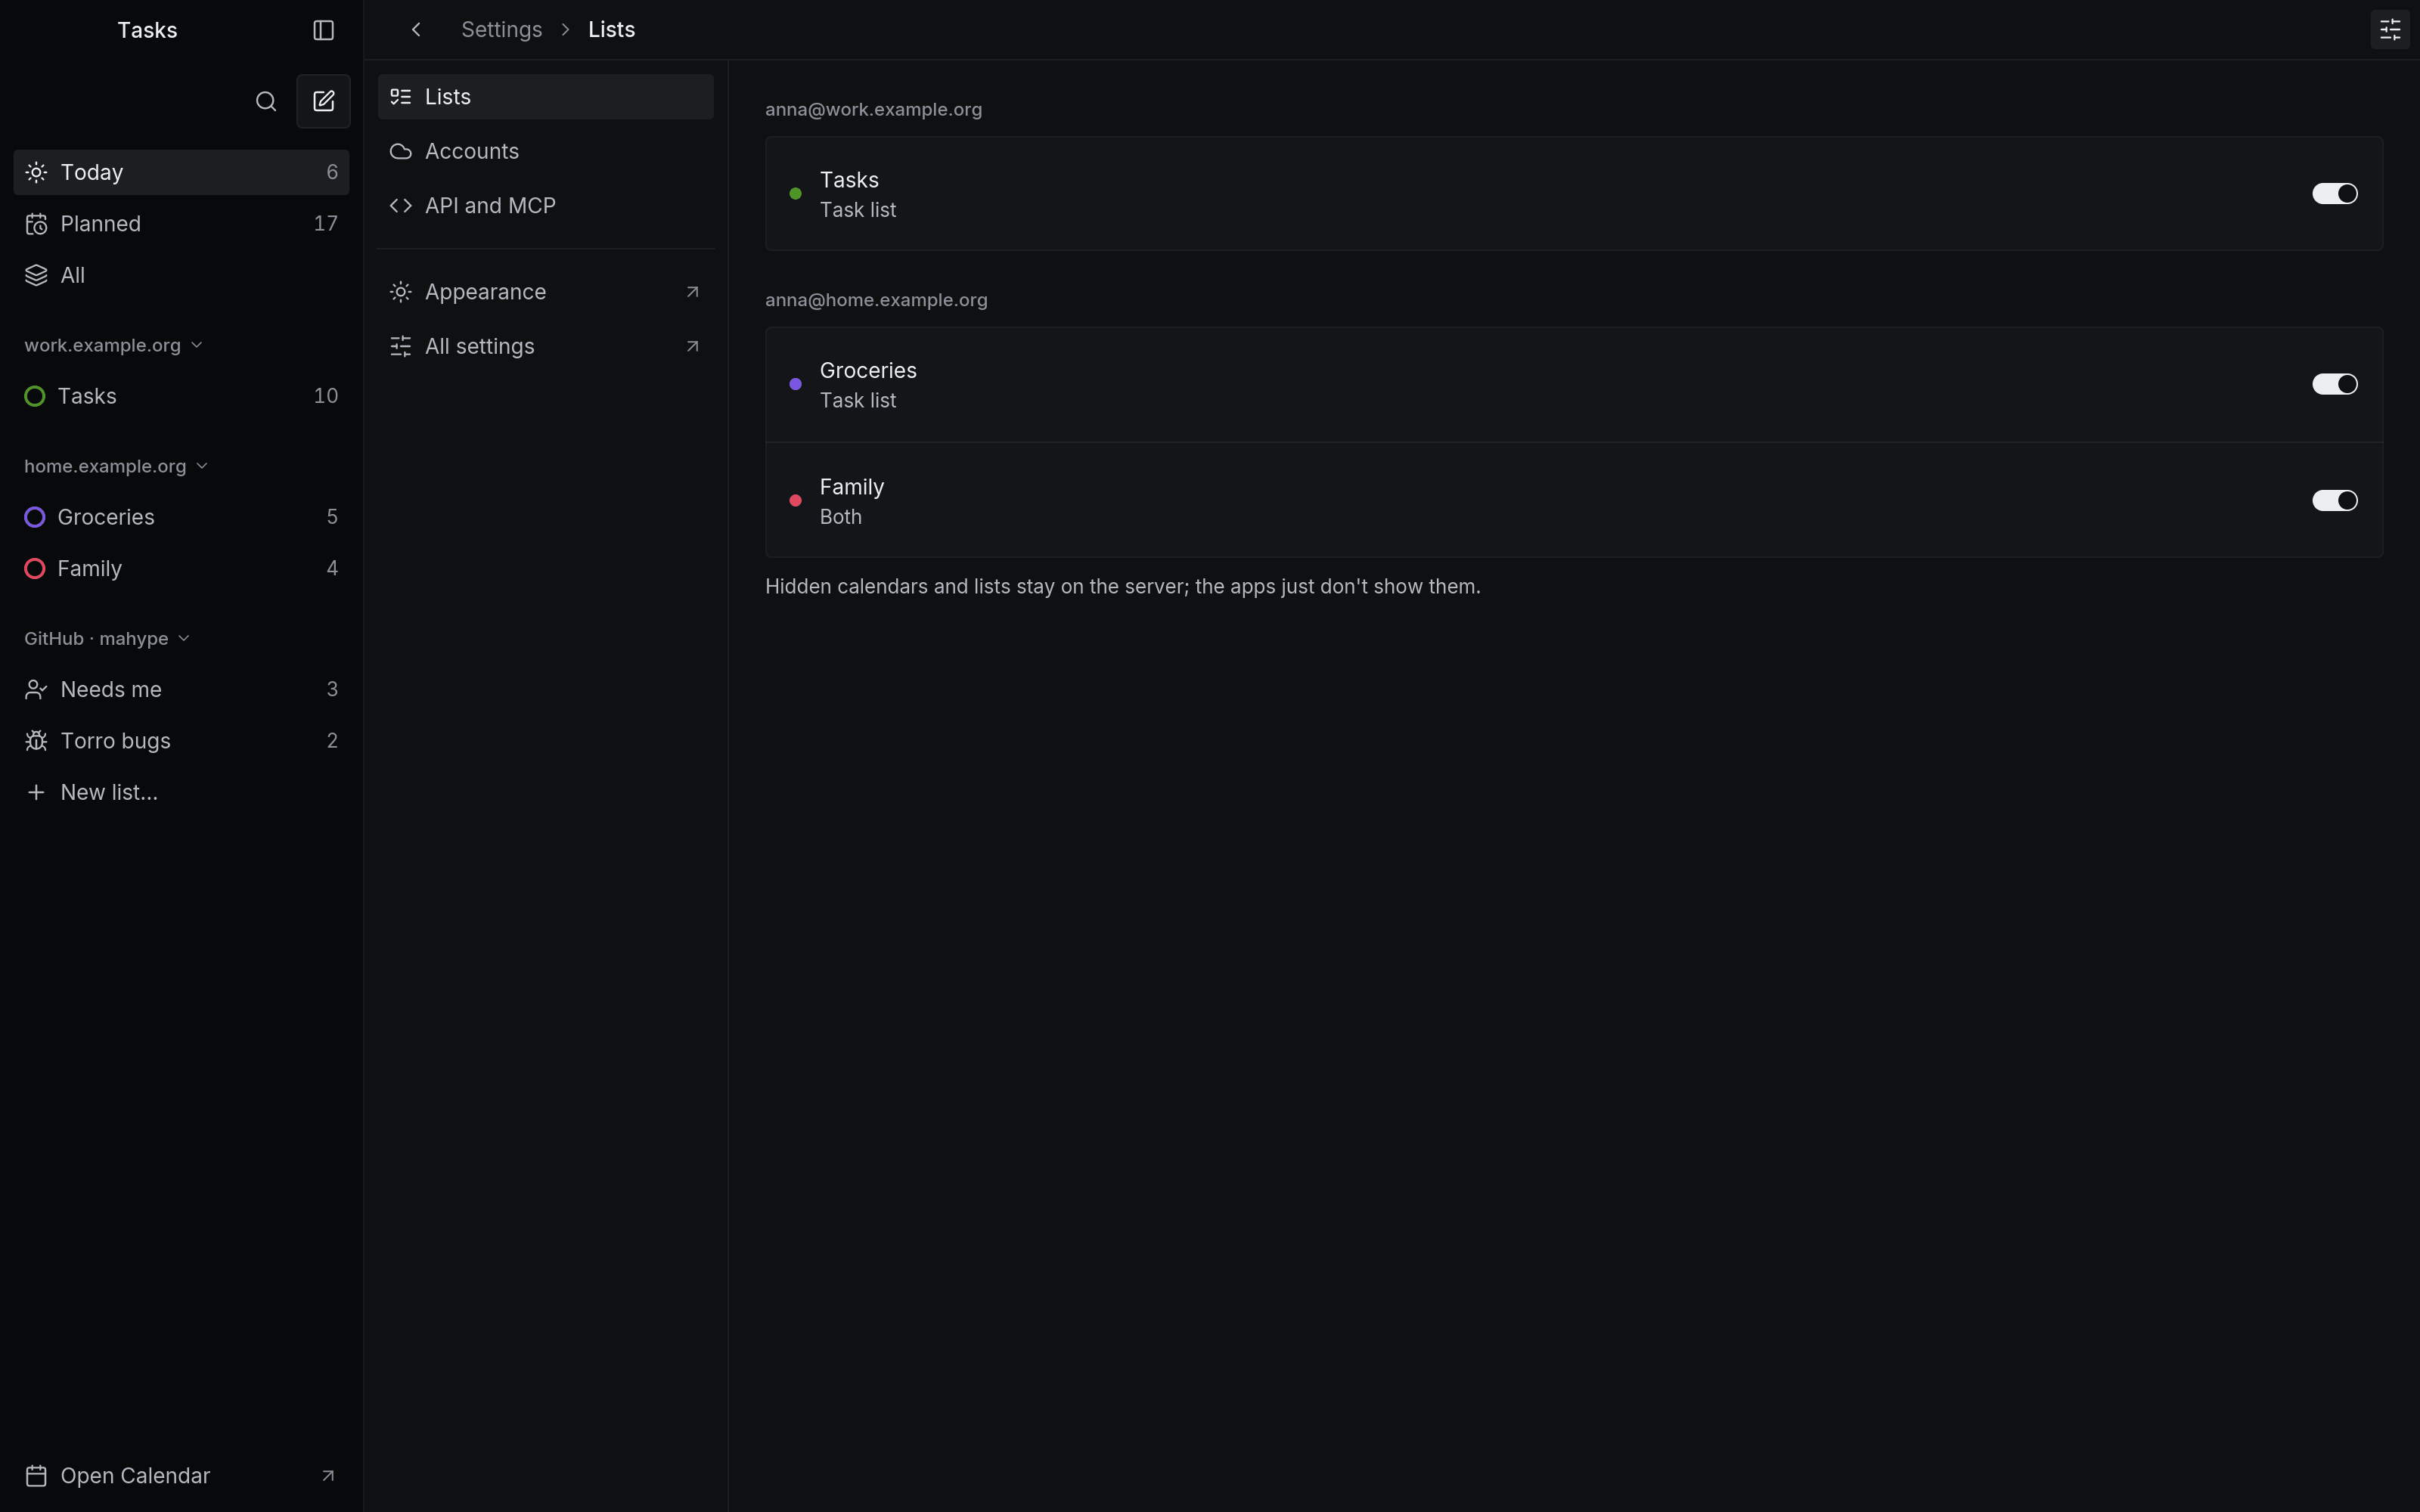 Tasks
Today 6
Planned 17
All
work.example.org
Tasks 10
home.example.org
Groceries 5
Family 4
GitHub · mahype
Needs me 3
Torro bugs 2
New list...
Open Calendar
Settings > Lists
Lists
Accounts
API and MCP
Appearance
All settings
anna@work.example.org
Tasks
Task list
anna@home.example.org
Groceries
Task list
Family
Both
Hidden calendars and lists stay on the server; the apps just don't show them.